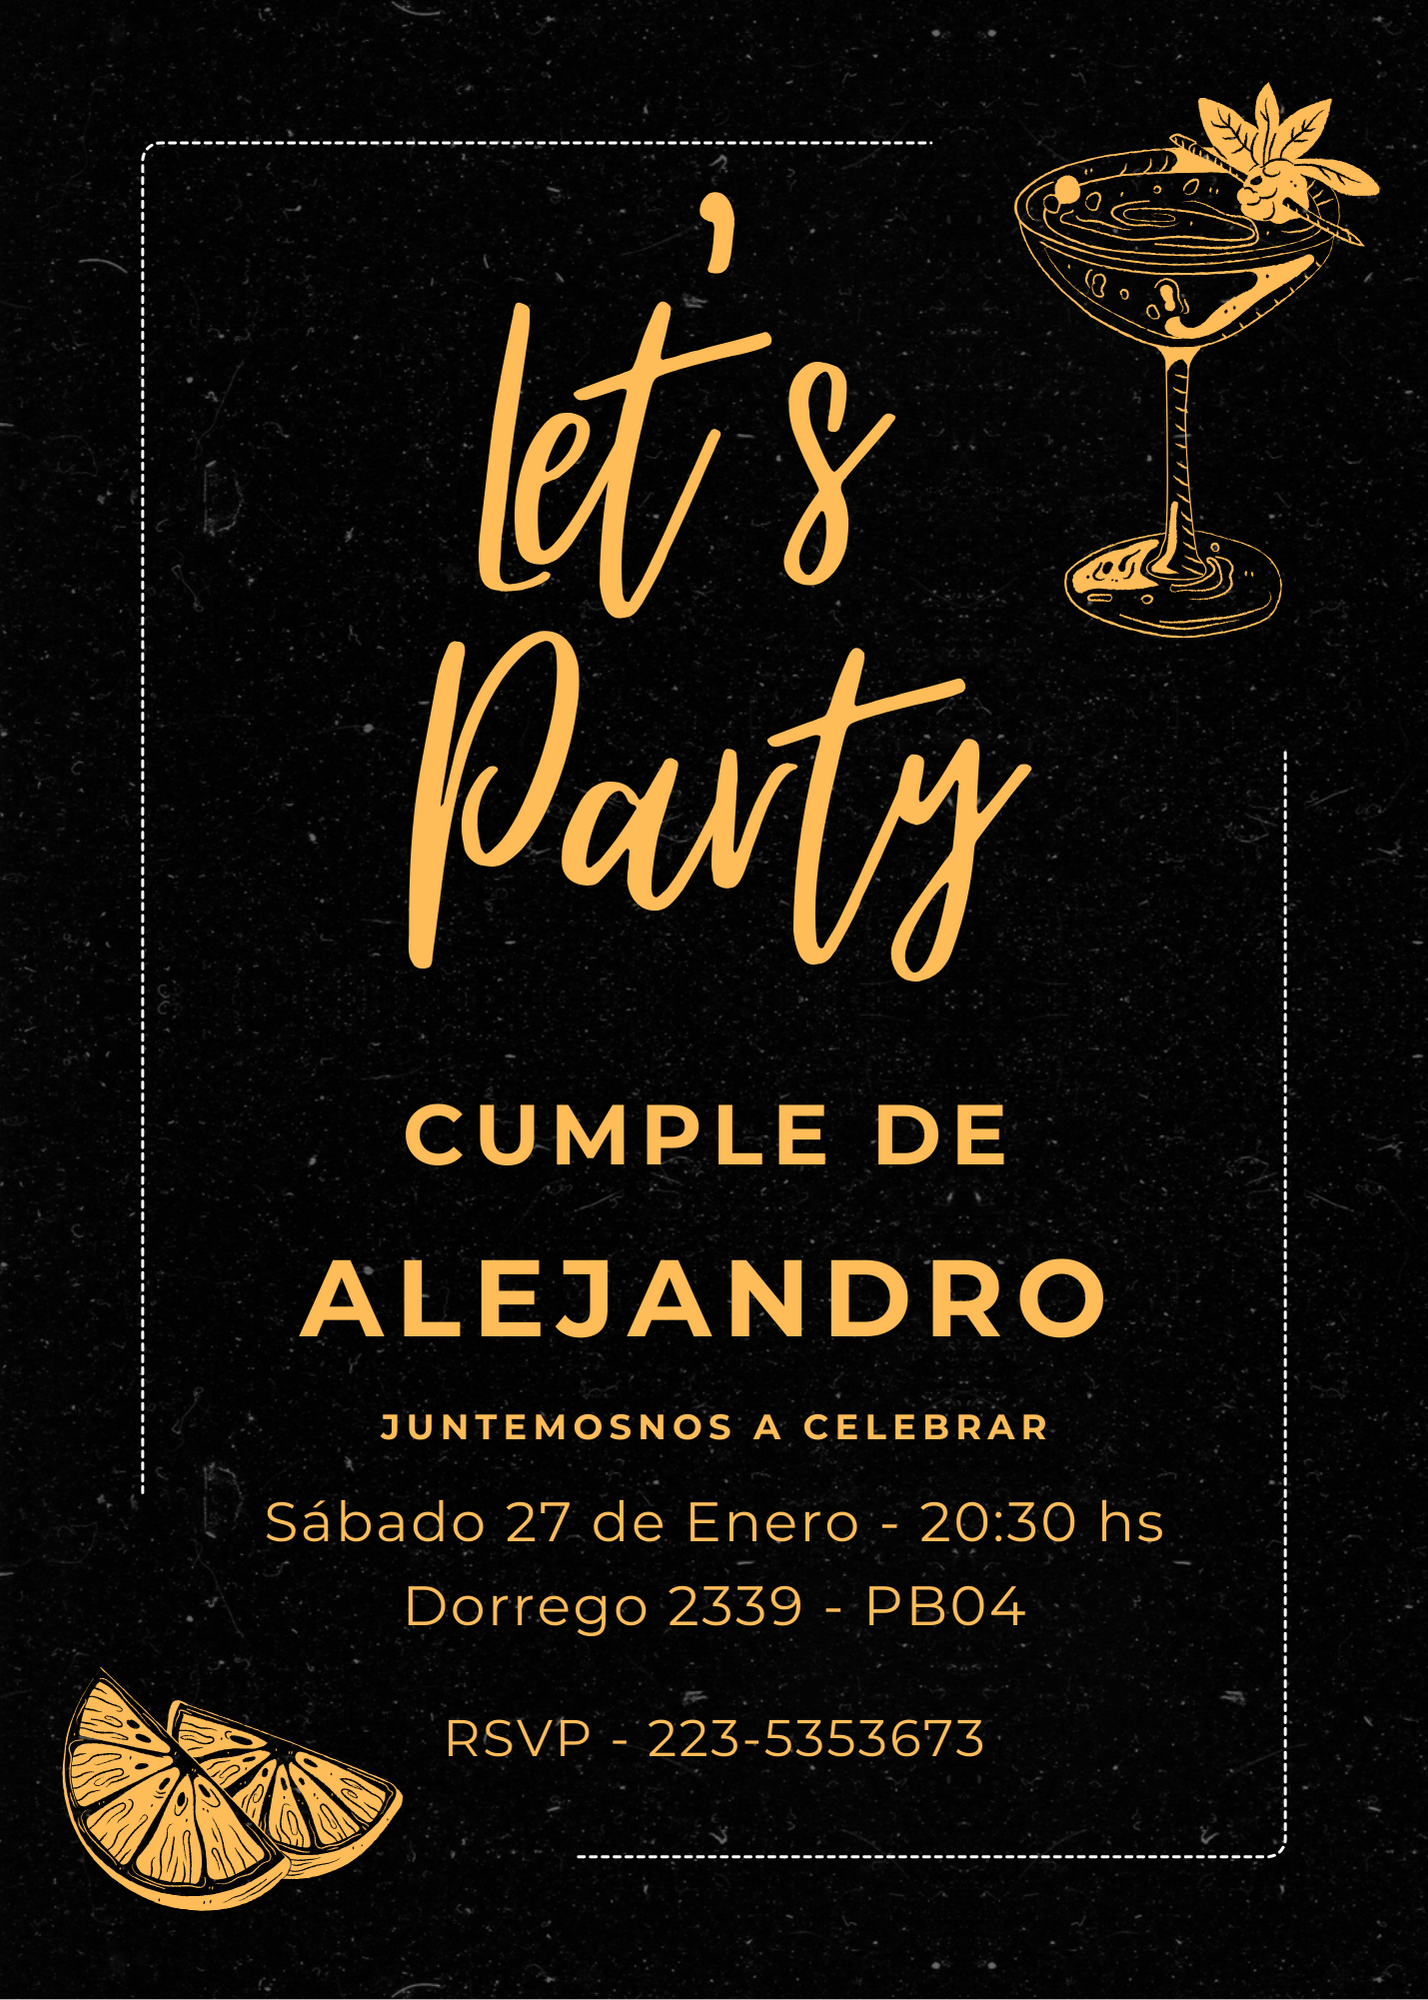 let's
Party
CUMPLE DE
ALEJANDRO
JUNTEMOSNOS A CELEBRAR
Sábado 27 de Enero - 20:30 hs
Dorrego 2339 - PB04
RSVP - 223-5353673